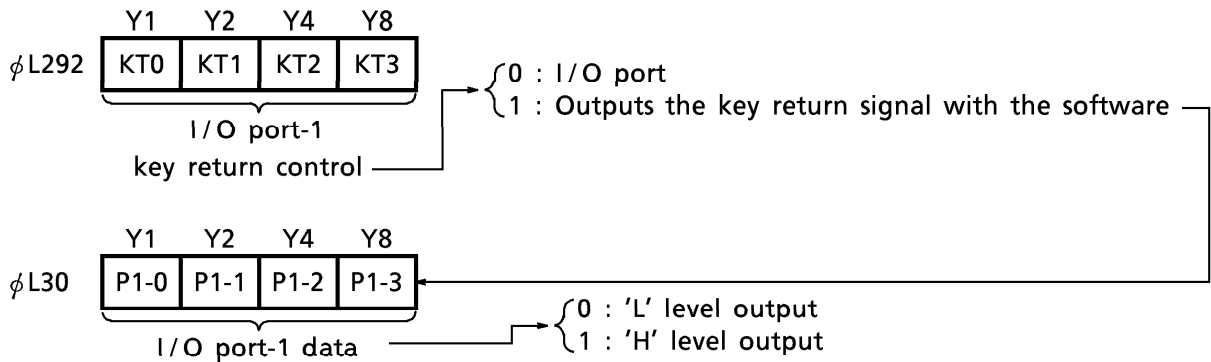 Y1 Y2 Y4 Y8
ϕL292 KT0 KT1 KT2 KT3
I/O port-1
key return control
0 : I/O port
1 : Outputs the key return signal with the software
Y1 Y2 Y4 Y8
ϕL30 P1-0 P1-1 P1-2 P1-3
I/O port-1 data
0 : 'L' level output
1 : 'H' level output